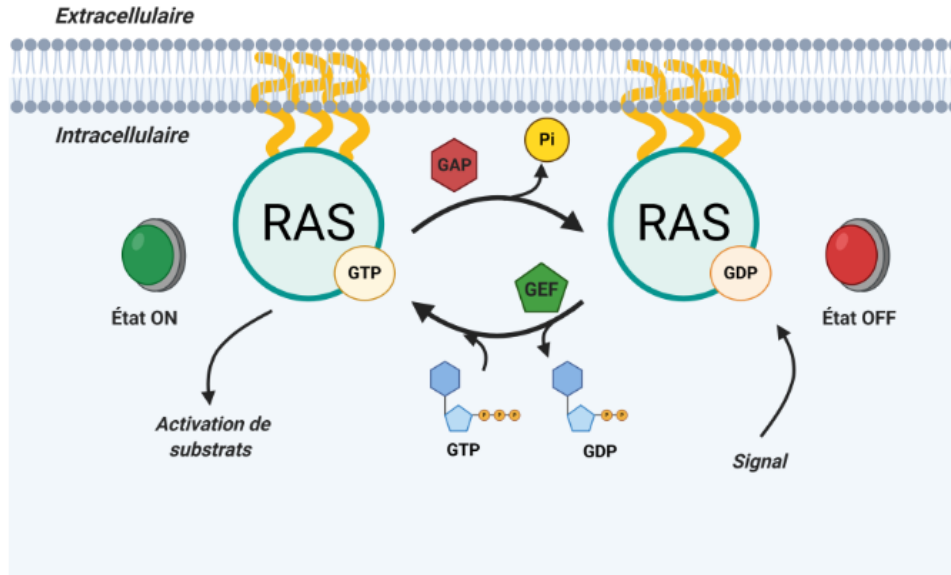 Extracellulaire
Intracellulaire
Pi
GAP
RAS
RAS
GTP
GDP
GEF
État ON
État OFF
Activation de
substrats
P P P
P P
GTP
GDP
Signal